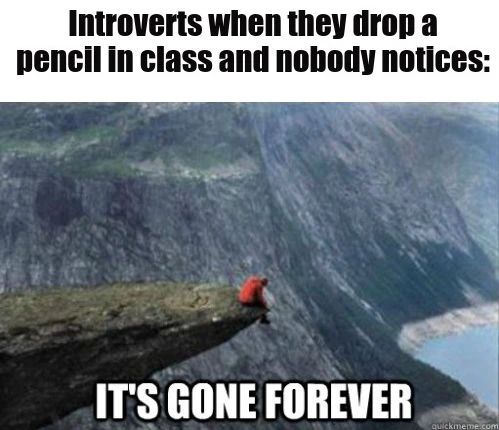 Introverts when they drop a
pencil in class and nobody notices:
IT'S GONE FOREVER
quickmeme.com